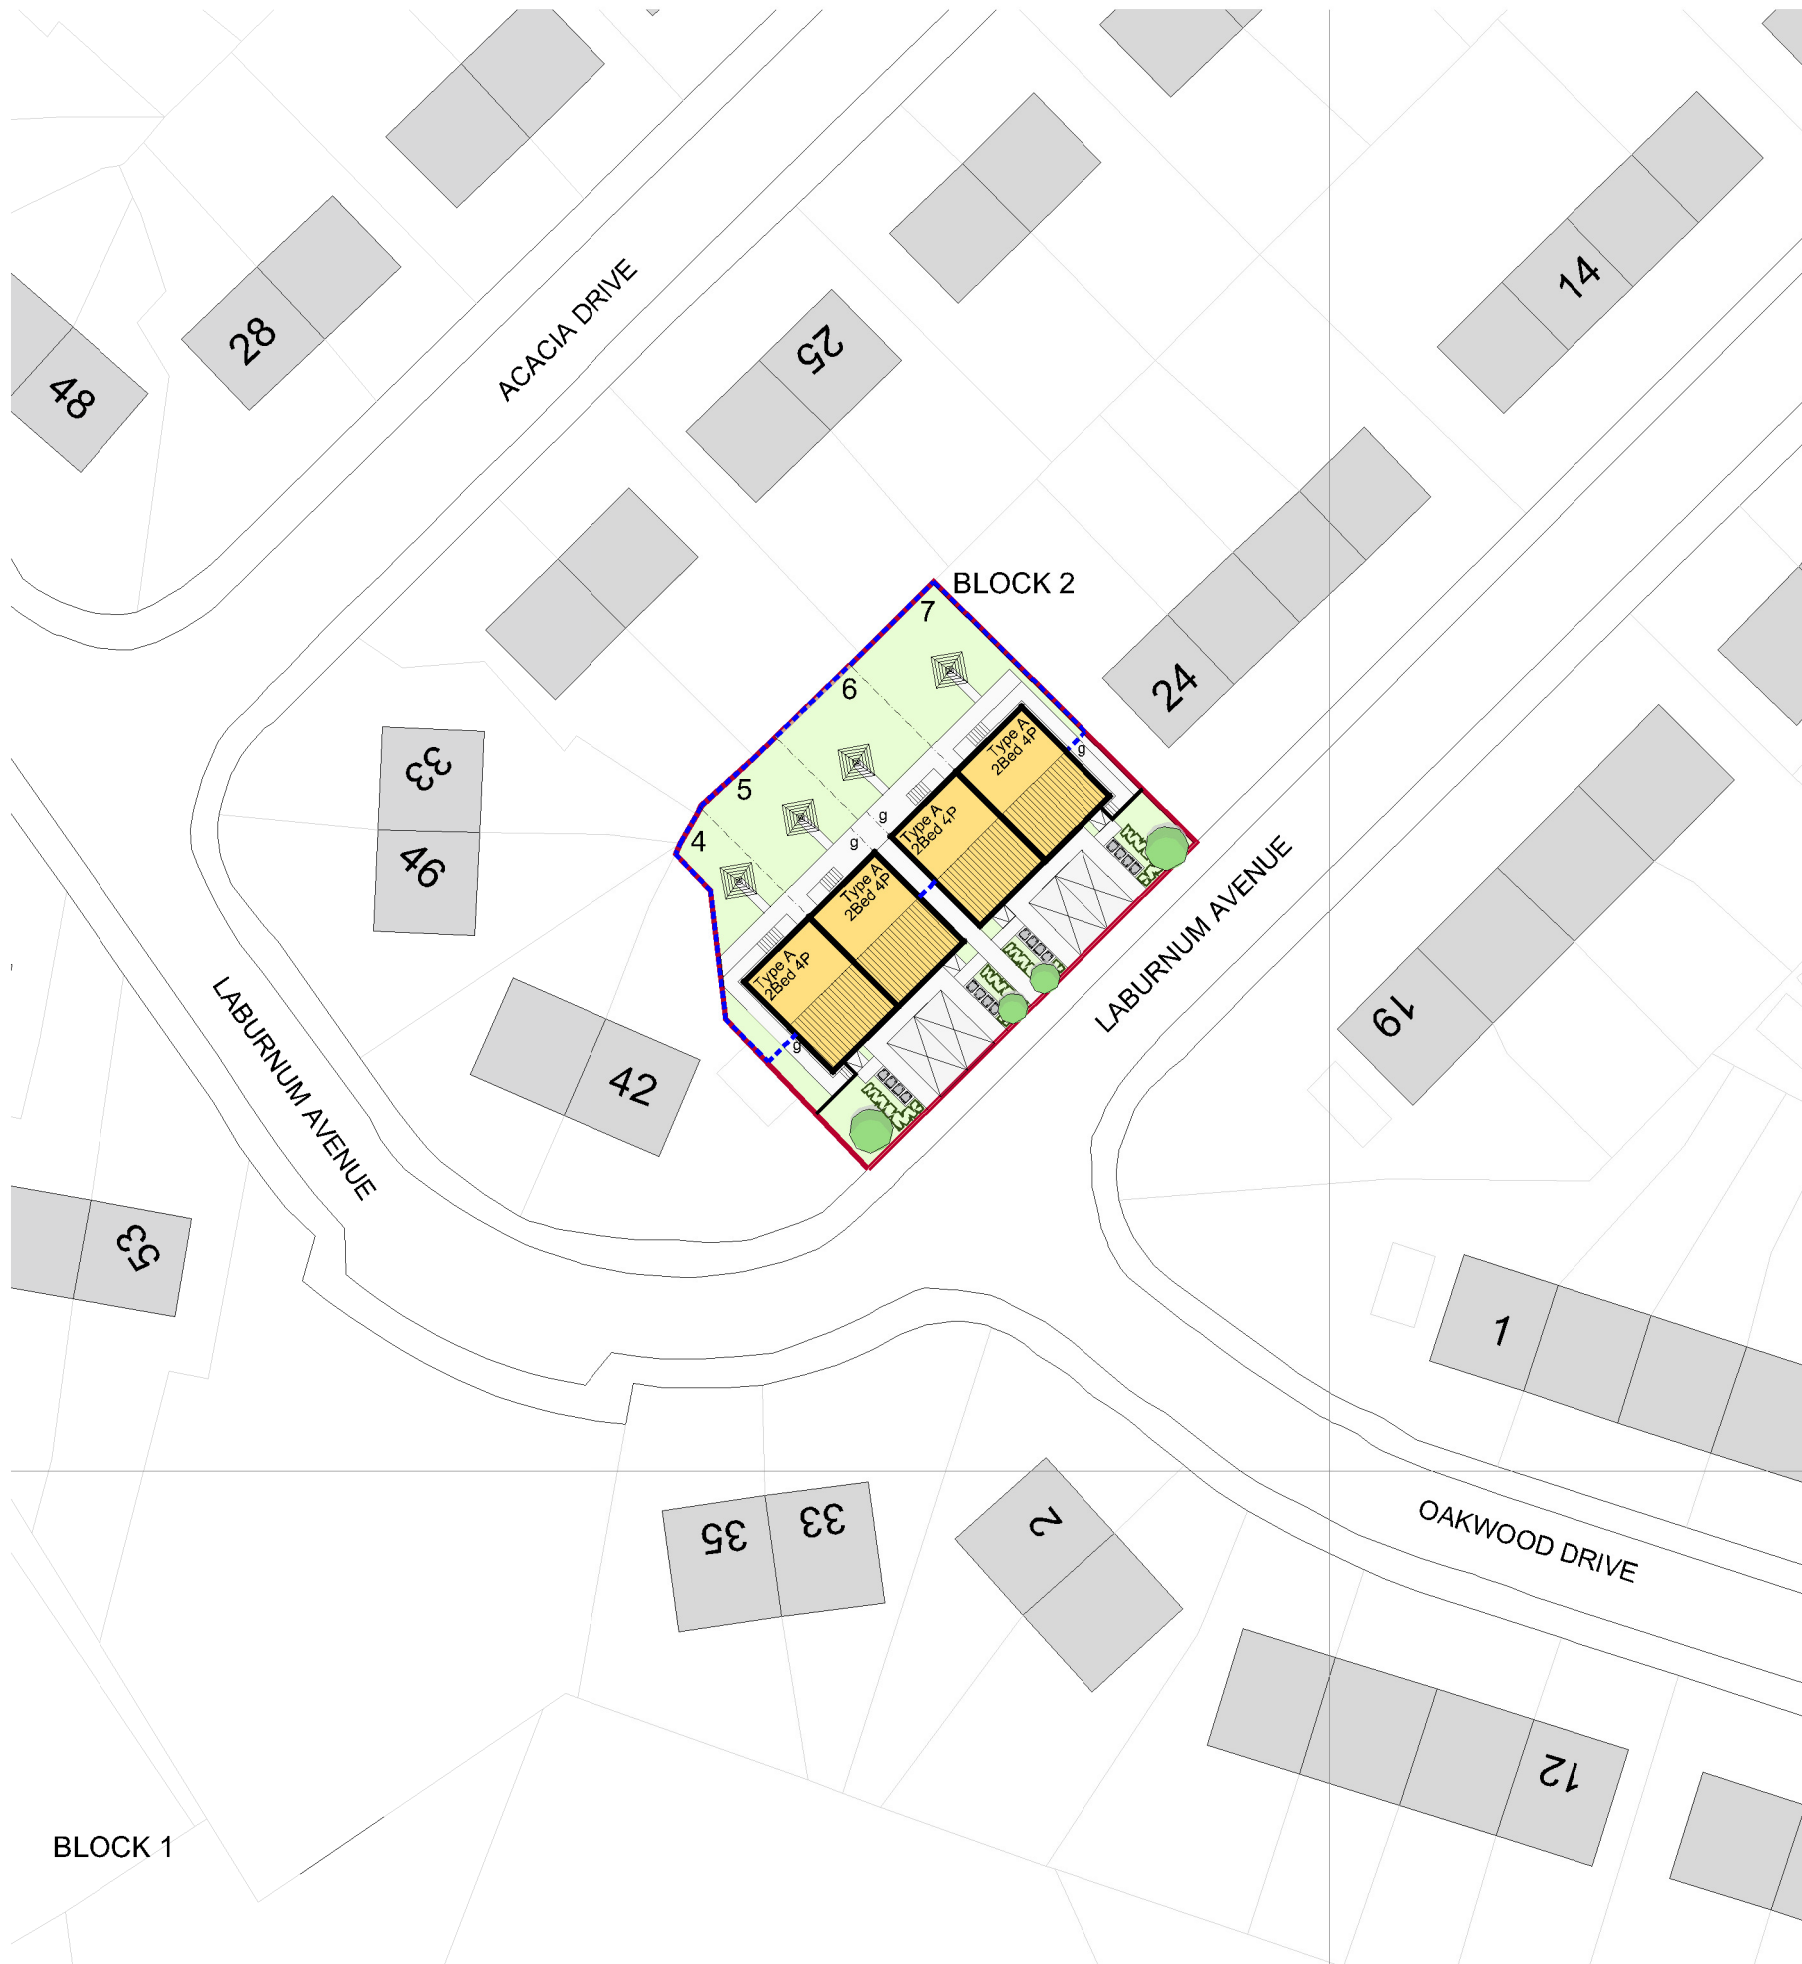 14
ACACIA DRIVE
28
25
48
BLOCK 2
7
24
6
33
Type A
2Bed 4P
g
5
Type A
2Bed 4P
g
4
g
46
Type A
2Bed 4P
LABURNUM AVENUE
Type A
2Bed 4P
19
g
LABURNUM AVENUE
42
53
1
35
33
2
OAKWOOD DRIVE
12
BLOCK 1